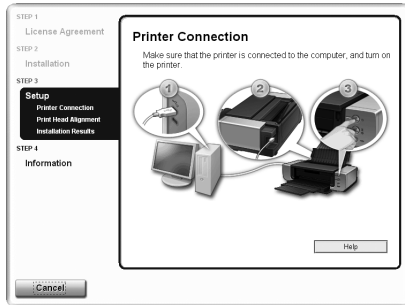 STEP 1
License Agreement
STEP 2
Installation
STEP 3
Setup
Printer Connection
Print Head Alignment
Installation Results
STEP 4
Information
Cancel
Printer Connection
Make sure that the printer is connected to the computer, and turn on
the printer.
1
2
3
Help